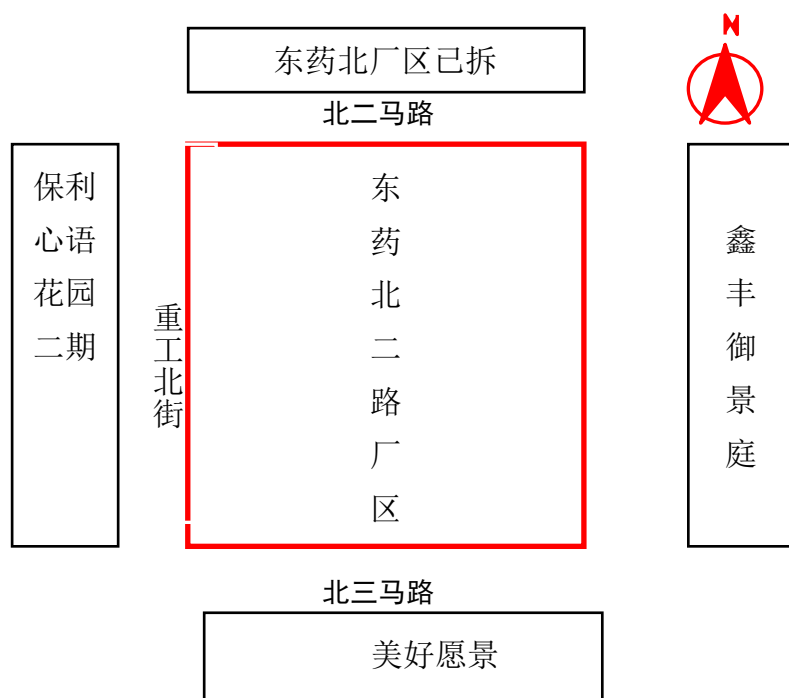 N
东药北厂区已拆
北二马路
保利
心语
花园
二期
重工北街
东药北二路厂区
鑫丰御景庭
北三马路
美好愿景